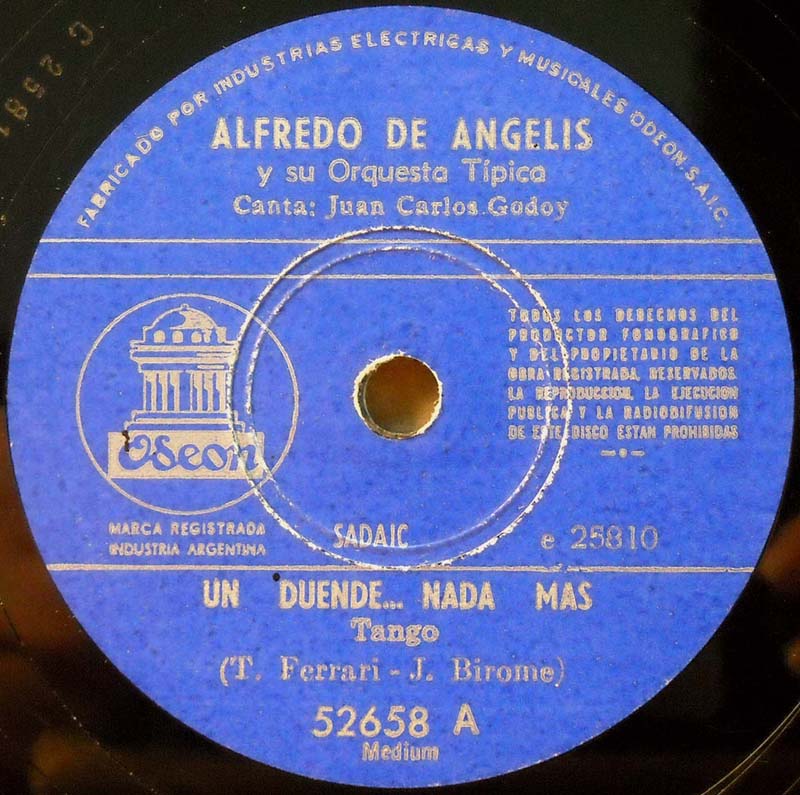 FABRICADO POR INDUSTRIAS ELECTRICAS Y MUSICALES ODEON.S.A.I.C.
ALFREDO DE ANGELIS
y su Orquesta Típica
Canta: Juan Carlos Godoy
TODOS LOS DERECHOS DEL
PRODUCTOR FONOGRAFICO
Y DEL PROPIETARIO DE LA
OBRA REGISTRADA, RESERVADOS.
LA REPRODUCCION, LA EJECUCION
PUBLICA Y LA RADIODIFUSION
DE ESTE DISCO ESTAN PROHIBIDAS
Odeon
MARCA REGISTRADA
INDUSTRIA ARGENTINA
SADAIC
e 25810
UN DUENDE... NADA MAS
Tango
(T. Ferrari - J. Birome)
52658 A
Medium